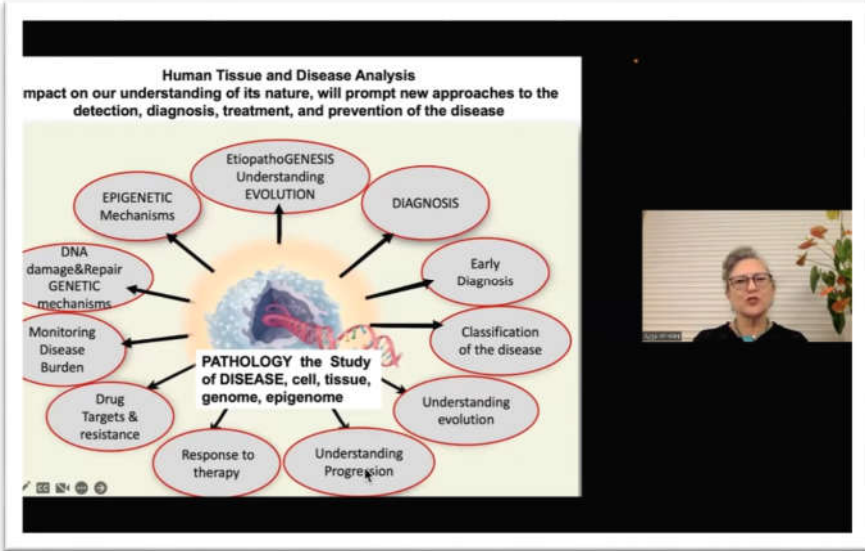 Human Tissue and Disease Analysis
mpact on our understanding of its nature, will prompt new approaches to the
detection, diagnosis, treatment, and prevention of the disease
EtiopathoGENESIS
Understanding
EVOLUTION
EPIGENETIC
Mechanisms
DIAGNOSIS
DNA
damage&Repair
GENETIC
mechanisms
Early
Diagnosis
Monitoring
Disease
Burden
Classification
of the disease
PATHOLOGY the Study
of DISEASE, cell, tissue,
genome, epigenome
Drug
Targets &
resistance
Understanding
evolution
Response to
therapy
Understanding
Progression
CC